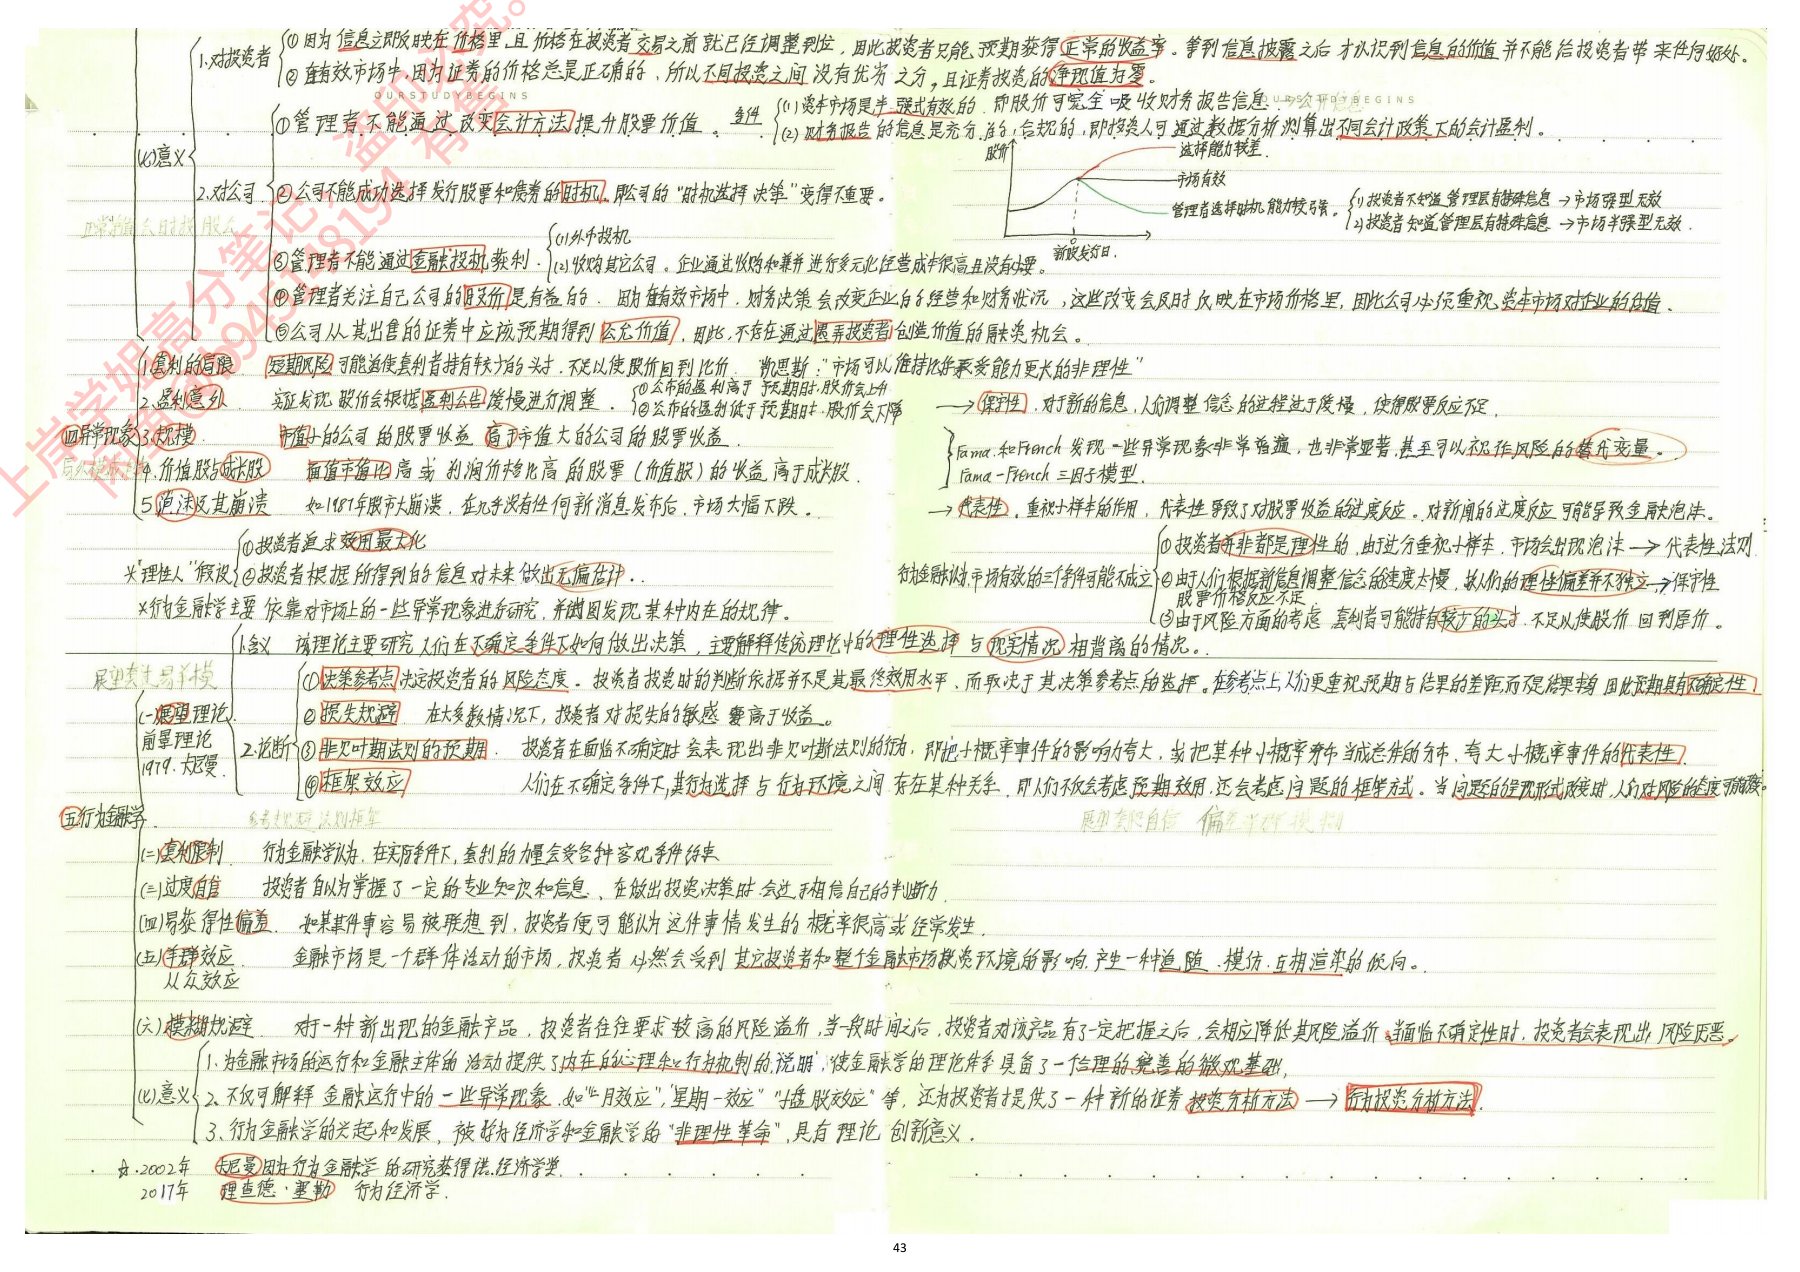 1.对投资者
① 因为信息立即反映在价格里,且价格在投资者交易之前就已经调整到位,因此投资者只能预期获得正常的收益率。等到信息披露之后才认识到信息的价值并不能给投资者带来任何好处。
② 在有效市场中,因为证券的价格总是正确的,所以不同投资之间没有优劣之分,且证券投资的净现值为零。
OURSTUDYBEGINS
OURSTUDYBEGINS
意义
2.对公司
①管理者不能通过改变会计方法提升股票价值。 条件
(1)资本市场是半强式有效的,即股价可完全吸收财务报告信息 → 公开信息
(2)财务报告的信息是充分的,合规的,即投资人可通过数据分析测算出不同会计政策下的会计盈利。
②公司不能成功选择发行股票和债券的时机,即公司的“时机选择决策”变得不重要。
股价
选择能力较差.
市场有效
管理者选择时机能力较强。
新股发行日.
(1)投资者不知道管理层有特殊信息 → 市场强型无效
(2)投资者知道管理层有特殊信息 → 市场半强型无效.
③管理者不能通过金融投机获利.
(1)外币投机
(2)收购其它公司。企业通过收购和兼并进行多元化经营成本很高且没有必要。
④管理者关注自己公司的股价是有益的. 因为在有效市场中,财务决策会改变企业的经营和财务状况,这些改变会及时反映在市场价格里,因此公司必须重视资本市场对企业的估值.
⑤公司从其出售的证券中应该预期得到公允价值,因此,不存在通过愚弄投资者创造价值的融资机会。
(四)异常现象
1.套利的局限 短期风险可能迫使套利者持有较少的头寸,不足以使股价回到此价. 凯恩斯:“市场可以维持比你承受能力更长的非理性”
2.盈利意外. 实证发现股价会根据盈利公告缓慢进行调整.
①公布的盈利高于预期时,股价会上升
②公布的盈利低于预期时,股价会下降
→ 保守性,对于新的信息,人们调整信念的过程过于缓慢,使得股票反应不足.
3.规模 市值小的公司的股票收益高于市值大的公司的股票收益.
4.价值股与成长股 面值市值比高或利润价格比高的股票(价值股)的收益高于成长股.
Fama和French发现一些异常现象非常普遍,也非常显著,甚至可以视作风险的替代变量。
Fama-French三因子模型.
5.泡沫及其崩溃 如1987年股市大崩溃,在几乎没有任何新消息发布后,市场大幅下跌。
→ 代表性. 重视小样本的作用,代表性导致了对股票收益的过度反应。对新闻的过度反应可能导致金融泡沫。
*“理性人”假设
①投资者追求效用最大化
②投资者根据所得到的信息对未来做出无偏估计.
行为金融认为市场有效的三个条件可能不成立
①投资者并非都是理性的,由于过分重视小样本,市场会出现泡沫 → 代表性法则.
②由于人们根据新信息调整信念的速度太慢,故人们的理性偏差并不独立 → 保守性
股票价格反应不足
③由于风险方面的考虑,套利者可能持有较少的头寸.不足以使股价回到原价。
*行为金融学主要依靠对市场上的一些异常现象进行研究,并试图发现某种内在的规律。
(五)行为金融学.
(一)展望理论
前景理论
1979.卡尼曼.
1.含义 该理论主要研究人们在不确定条件下如何做出决策,主要解释传统理论中的理性选择与现实情况相背离的情况。
2.论断
①决策参考点决定投资者的风险态度。投资者投资时的判断依据并不是其最终效用水平,而取决于其决策参考点的选择。在参考点上人们更重视预期与结果的差距而不是结果本身,因此预期具有不确定性.
②损失规避 在大多数情况下,投资者对损失的敏感要高于收益。
③非贝叶斯法则的预期. 投资者在面临不确定时会表现出非贝叶斯法则的行为,即把小概率事件的影响力夸大,或把某种小概率分布当成总体的分布,夸大小概率事件的代表性.
④框架效应 人们在不确定条件下,其行为选择与行为环境之间存在某种关系,即人们不仅会考虑预期效用,还会考虑问题的框架方式。当问题的呈现形式改变时,人们对风险的态度可能改变。
(二)套利限制 行为金融学认为,在实际条件下,套利的力量会受各种客观条件约束
(三)过度自信 投资者自以为掌握了一定的专业知识和信息,在做出投资决策时会过于相信自己的判断力.
(四)易获得性偏差 如某某件事容易被联想到,投资者便可能认为这件事情发生的概率很高或经常发生.
(五)羊群效应
从众效应
金融市场是一个群体活动的市场,投资者必然会受到其它投资者和整个金融市场投资环境的影响,产生一种追随、模仿、互相渲染的倾向。
(六)模糊规避 对于一种新出现的金融产品,投资者往往要求较高的风险溢价,当一段时间之后,投资者对该产品有了一定把握之后,会相应降低其风险溢价.当面临不确定性时,投资者会表现出风险厌恶。
(七)意义
1.为金融市场的运行和金融主体的活动提供了内在的心理和行为机制的说明,使金融学的理论体系具备了一个合理的完善的微观基础.
2.不仅可解释金融运行中的一些异常现象.如“一月效应”,“星期一效应”“小盘股效应”等,还为投资者提供了一种新的证券投资分析方法 → 行为投资分析方法.
3.行为金融学的兴起和发展,被称为经济学和金融学的“非理性革命”,具有理论创新意义.
☆.2002年 卡尼曼因为行为金融学的研究获得诺.经济学奖.
2017年 理查德·塞勒 行为经济学.
43